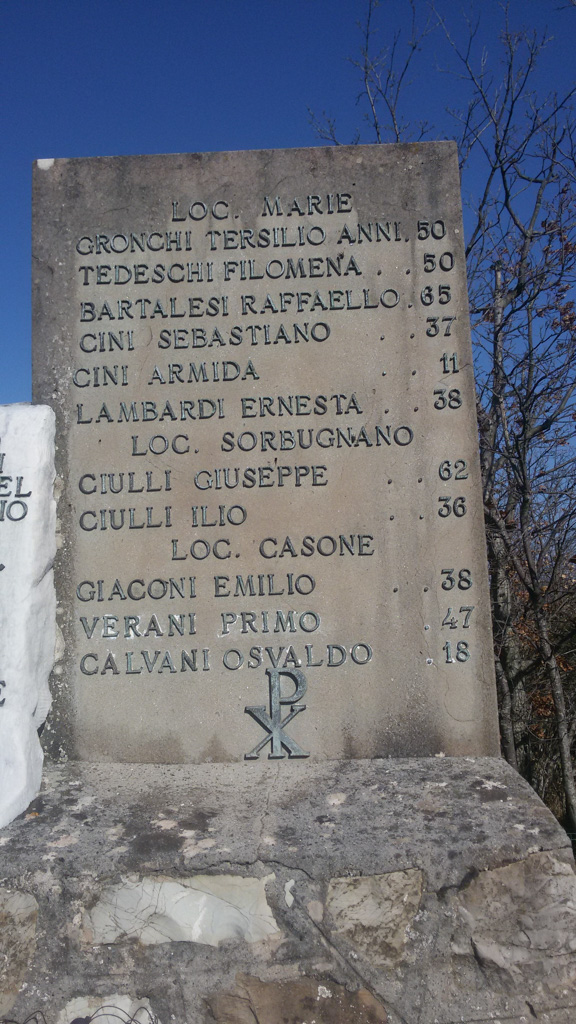 LOC. MARIE
GRONCHI TERSILIO ANNI. 50
TEDESCHI FILOMENA . . 50
BARTALESI RAFFAELLO . 65
CINI SEBASTIANO . . 37
CINI ARMIDA . . 11
LAMBARDI ERNESTA . . 38
LOC. SORBUGNANO
CIULLI GIUSEPPE . . 62
CIULLI ILIO . . 36
LOC. CASONE
GIACONI EMILIO . . 38
VERANI PRIMO . 47
CALVANI OSVALDO . 18